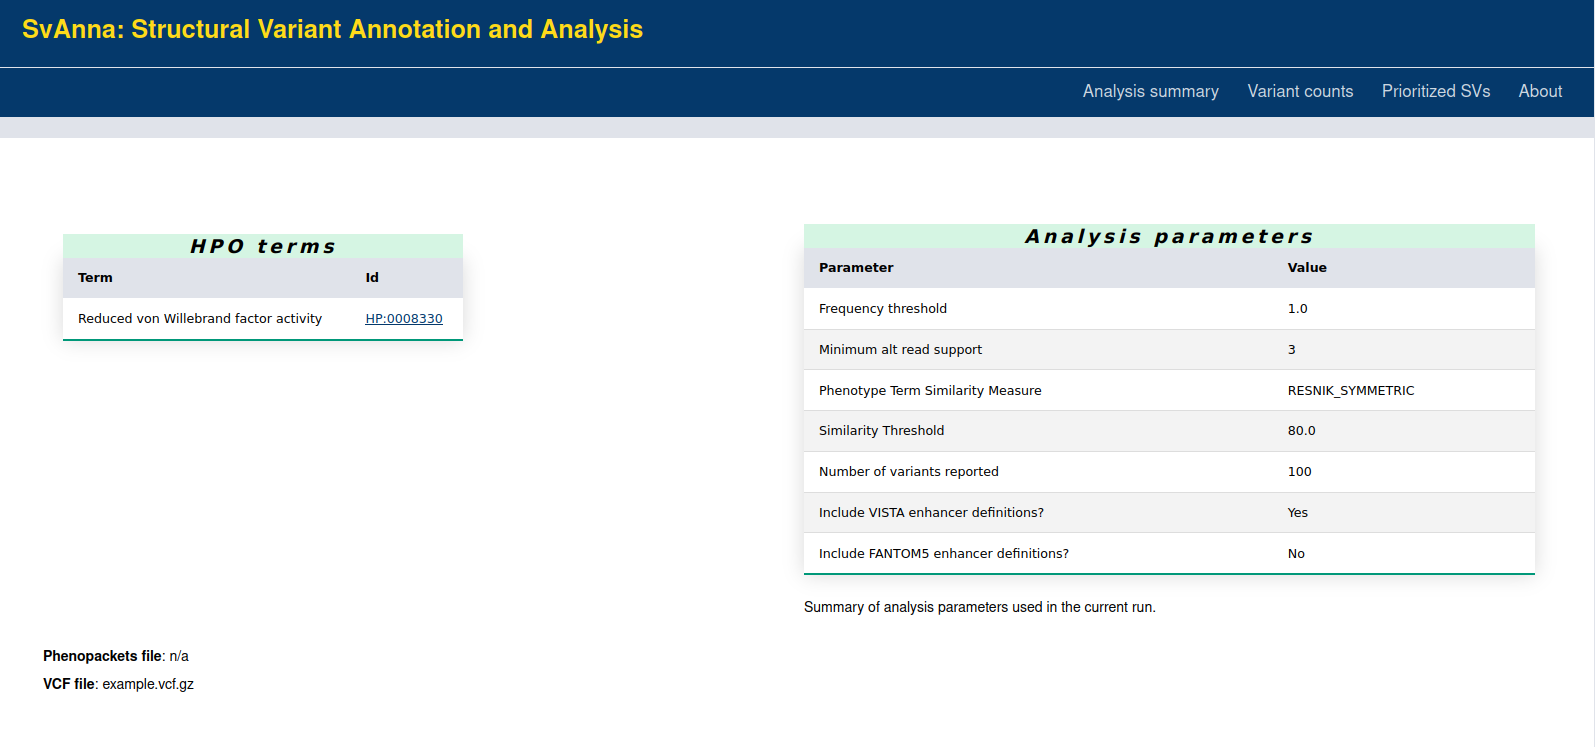 SvAnna: Structural Variant Annotation and Analysis
Analysis summary Variant counts Prioritized SVs About
HPO terms
Term Id
Reduced von Willebrand factor activity HP:0008330
Analysis parameters
Parameter Value
Frequency threshold 1.0
Minimum alt read support 3
Phenotype Term Similarity Measure RESNIK_SYMMETRIC
Similarity Threshold 80.0
Number of variants reported 100
Include VISTA enhancer definitions? Yes
Include FANTOM5 enhancer definitions? No
Summary of analysis parameters used in the current run.
Phenopackets file: n/a
VCF file: example.vcf.gz